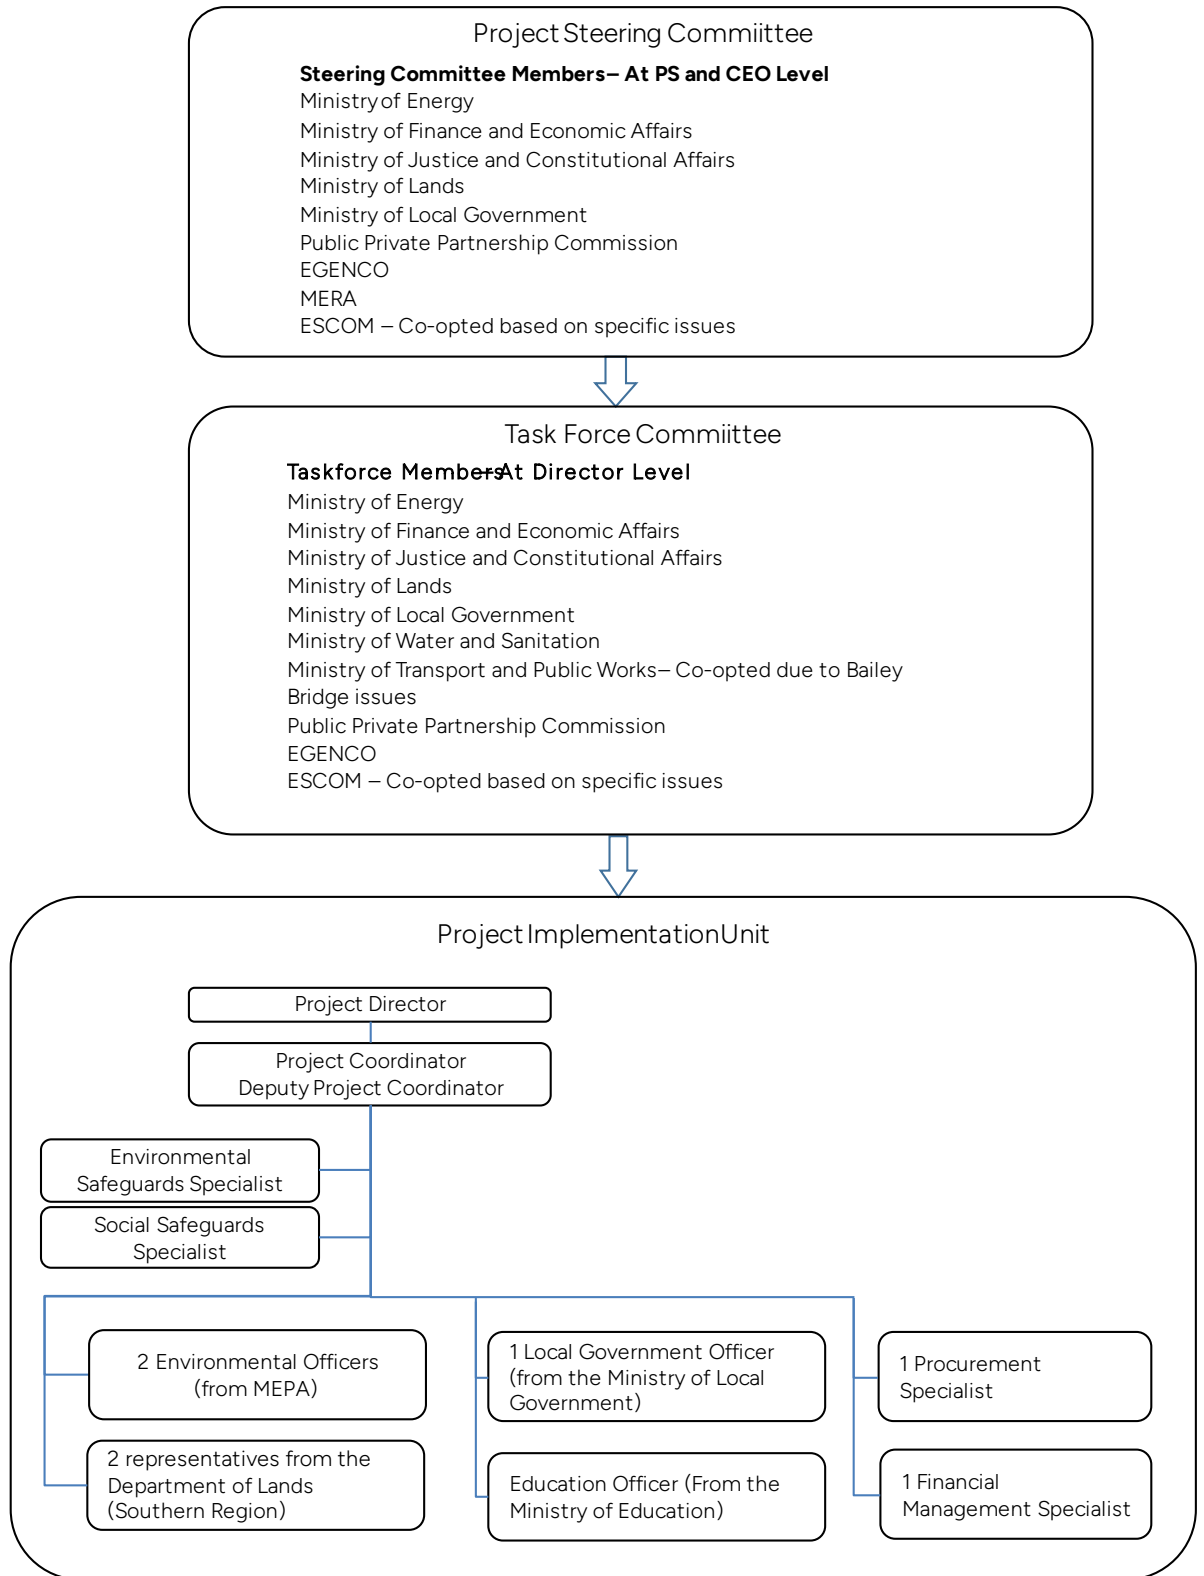 Project Steering Commiittee
Steering Committee Members– At PS and CEO Level
Ministry of Energy
Ministry of Finance and Economic Affairs
Ministry of Justice and Constitutional Affairs
Ministry of Lands
Ministry of Local Government
Public Private Partnership Commission
EGENCO
MERA
ESCOM – Co-opted based on specific issues
Task Force Commiittee
Taskforce Members–At Director Level
Ministry of Energy
Ministry of Finance and Economic Affairs
Ministry of Justice and Constitutional Affairs
Ministry of Lands
Ministry of Local Government
Ministry of Water and Sanitation
Ministry of Transport and Public Works– Co-opted due to Bailey
Bridge issues
Public Private Partnership Commission
EGENCO
ESCOM – Co-opted based on specific issues
Project Implementation Unit
Project Director
Project Coordinator
Deputy Project Coordinator
Environmental
Safeguards Specialist
Social Safeguards
Specialist
2 Environmental Officers
(from MEPA)
2 representatives from the
Department of Lands
(Southern Region)
1 Local Government Officer
(from the Ministry of Local
Government)
Education Officer (From the
Ministry of Education)
1 Procurement
Specialist
1 Financial
Management Specialist